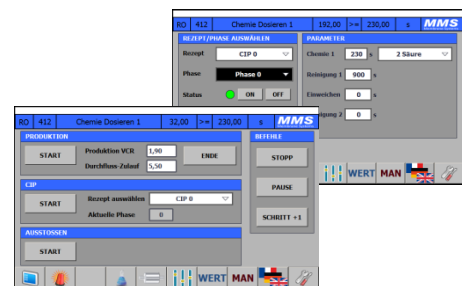 RO 412 Chemie Dosieren 1 192,00 >= 230,00 s MMS
REZEPT/PHASE AUSWÄHLEN PARAMETER
Rezept CIP 0 Chemie 1 230 s 2 Säure
Phase Phase 0 Reinigung 1 900 s
Status ON OFF Einweichen 0 s
nigung 2 0 s
WERT MAN
RO 412 Chemie Dosieren 1 32,00 >= 230,00 s MMS
PRODUKTION BEFEHLE
START Produktion VCR 1,90 ENDE STOPP
Durchfluss-Zulauf 5,50
CIP PAUSE
START Rezept auswählen CIP 0
Aktuelle Phase 0 SCHRITT +1
AUSSTOSSEN
START
WERT MAN